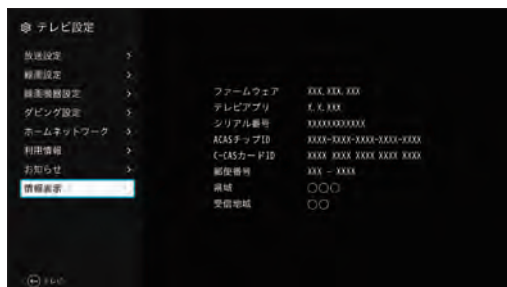 テレビ設定
放送設定
録画設定
録画機器設定
ダビング設定
ホームネットワーク
利用情報
お知らせ
情報表示
ファームウェア XXX.XXX.XXX
テレビアプリ X.X.XXX
シリアル番号 XXXXXXXXXXXX
ACASチップID XXXX-XXXX-XXXX-XXXX-XXXX
C-CASカードID XXXX XXXX XXXX XXXX XXXX
郵便番号 XXX - XXXX
県域 ○○○
受信地域 ○○
テレビ